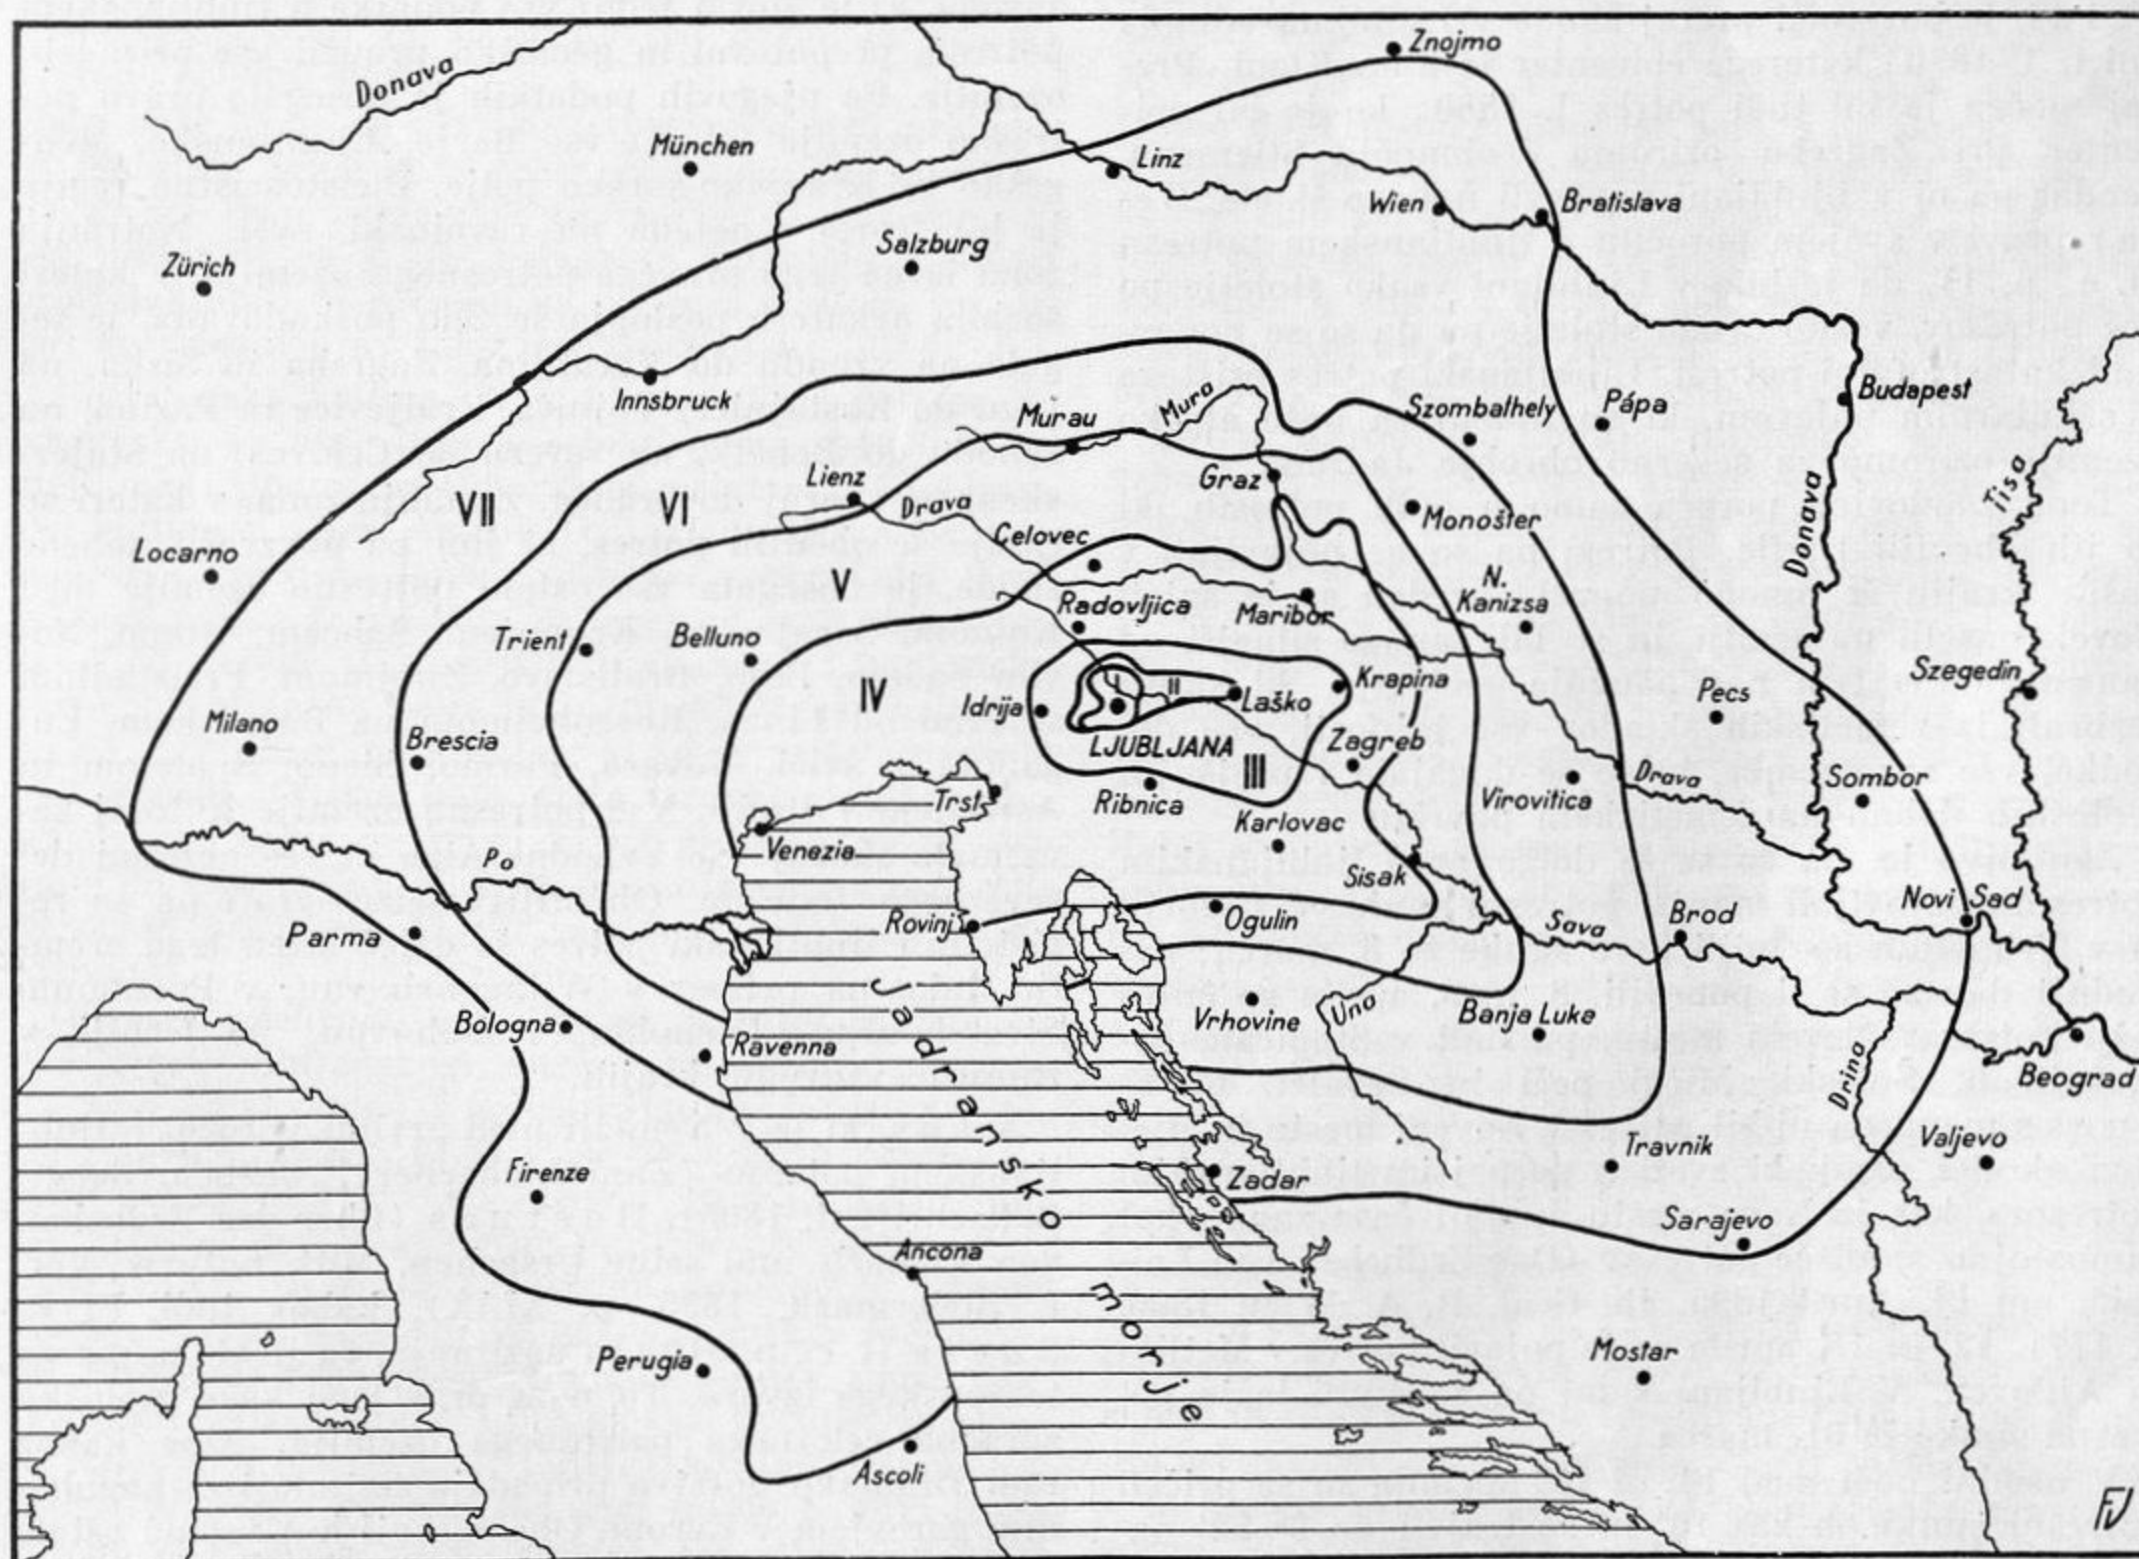 Znojmo
Donava
München
Linz
Wien
Bratislava
Salzburg
Zürich
Innsbruck
Murau
Mura
Szombalhely
Pápa
Budapest
Lienz
Drava
Graz
VII
VI
Monošter
Donava
Tisa
Locarno
Celovec
V
N.
Kanizsa
Radovljica
Maribor
Trient
Belluno
Szegedin
Krapina
Pecs
I
II
IV
Idrija
Laško
Milano
Brescia
LJUBLJANA
Zagreb
III
Trst
Ribnica
Virovitica
Drava
Sombor
Karlovac
Venezia
Po
Sisak
Novi Sad
Parma
Rovinj
Ogulin
Sava
Brod
Bologna
Vrhovine
Una
Banja Luka
Ravenna
Drina
Beograd
Jadransko morje
Travnik
Valjevo
Firenze
Zadar
Sarajevo
Ancona
Perugia
Mostar
Ascoli
FJ